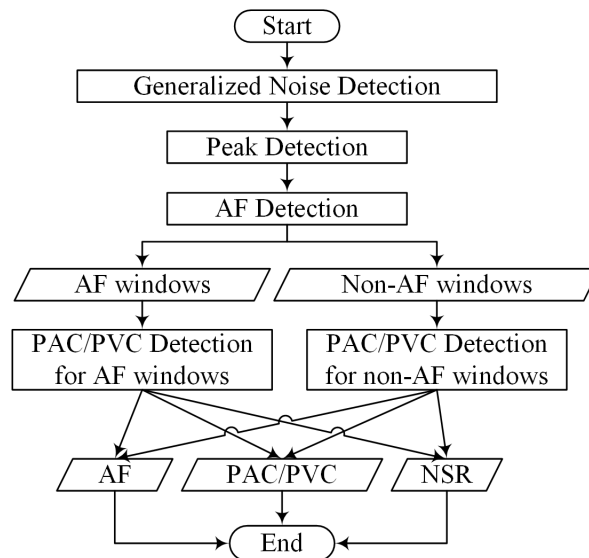 Start
Generalized Noise Detection
Peak Detection
AF Detection
AF windows
Non-AF windows
PAC/PVC Detection
for AF windows
PAC/PVC Detection
for non-AF windows
AF
PAC/PVC
NSR
End